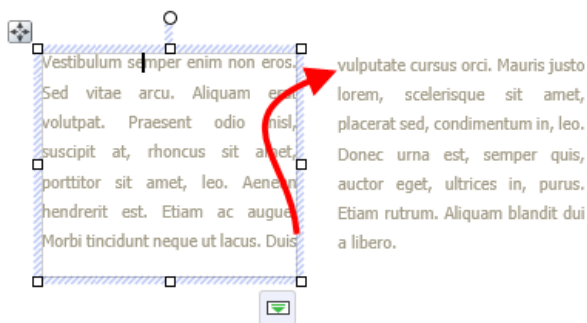 Vestibulum semper enim non eros.
Sed vitae arcu. Aliquam erat
volutpat. Praesent odio nisl,
suscipit at, rhoncus sit amet,
porttitor sit amet, leo. Aenean
hendrerit est. Etiam ac augue.
Morbi tincidunt neque ut lacus. Duis
vulputate cursus orci. Mauris justo
lorem, scelerisque sit amet,
placerat sed, condimentum in, leo.
Donec urna est, semper quis,
auctor eget, ultrices in, purus.
Etiam rutrum. Aliquam blandit dui
a libero.